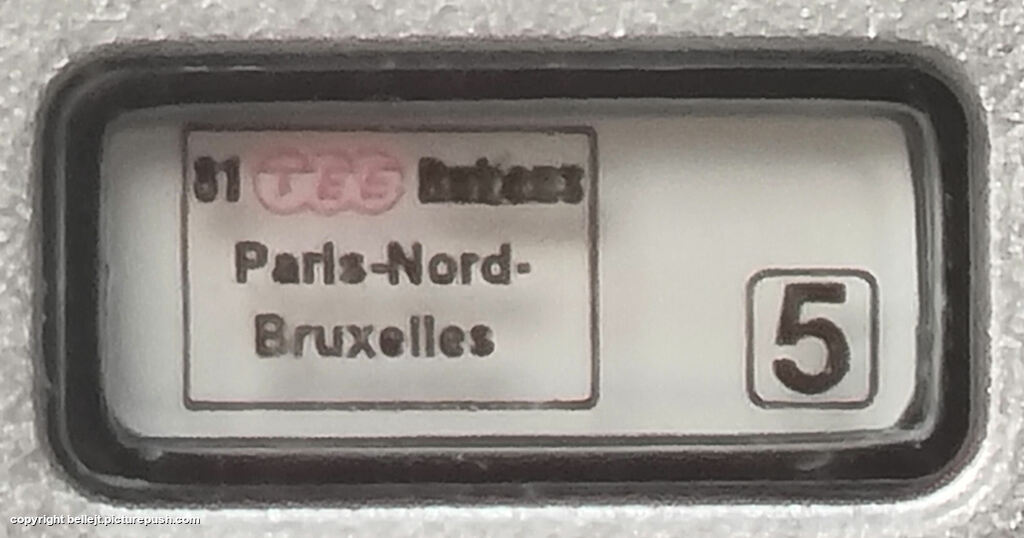 81 TEE
Paris-Nord-
Bruxelles
5
copyright bellejt.picturepush.com